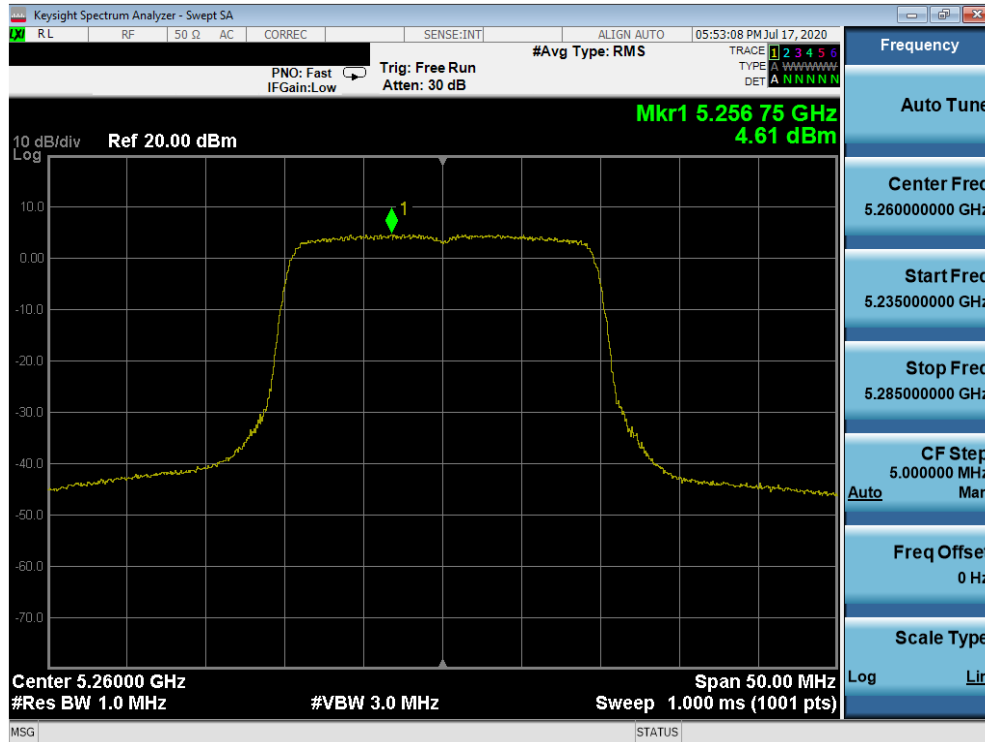 Keysight Spectrum Analyzer - Swept SA
LXI RL RF 50 Ω AC CORREC SENSE:INT ALIGN AUTO 05:53:08 PM Jul 17, 2020
#Avg Type: RMS
TRACE 1 2 3 4 5 6
PNO: Fast Trig: Free Run
TYPE A WWWWW
IFGain:Low Atten: 30 dB
DET A N N N N N
Mkr1 5.256 75 GHz
4.61 dBm
10 dB/div Ref 20.00 dBm
Log
1
10.0
0.00
-10.0
-20.0
-30.0
-40.0
-50.0
-60.0
-70.0
Center 5.26000 GHz Span 50.00 MHz
#Res BW 1.0 MHz #VBW 3.0 MHz Sweep 1.000 ms (1001 pts)
MSG STATUS
Frequency
Auto Tune
Center Freq
5.260000000 GHz
Start Freq
5.235000000 GHz
Stop Freq
5.285000000 GHz
CF Step
5.000000 MHz
Auto Man
Freq Offset
0 Hz
Scale Type
Log Lin